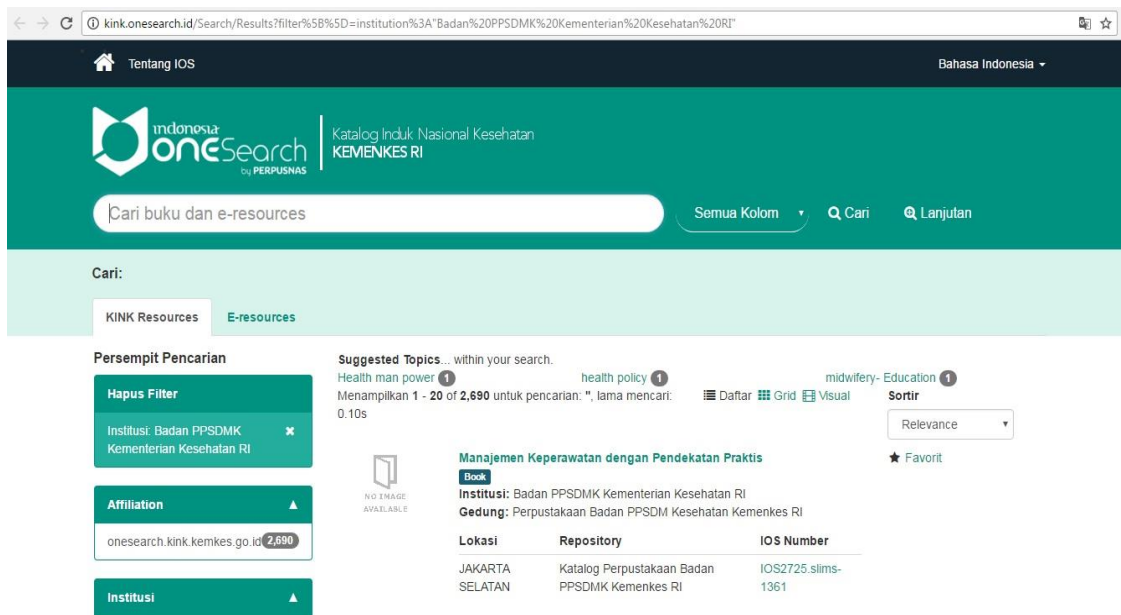 kink.onesearch.id/Search/Results?filter%5B%5D=institution%3A"Badan%20PPSDMK%20Kementerian%20Kesehatan%20RI"
Tentang IOS
Bahasa Indonesia
indonesia
onesearch
by PERPUSNAS
Katalog Induk Nasional Kesehatan
KEMENKES RI
Cari buku dan e-resources
Semua Kolom
Cari
Lanjutan
Cari:
KINK Resources
E-resources
Persempit Pencarian
Hapus Filter
Institusi: Badan PPSDMK
Kementerian Kesehatan RI
Affiliation
onesearch.kink.kemkes.go.id 2,690
Institusi
Suggested Topics... within your search.
Health man power 1 health policy 1 midwifery- Education 1
Menampilkan 1 - 20 of 2,690 untuk pencarian: '', lama mencari:
0.10s
Daftar Grid Visual
Sortir
Relevance
Favorit
NO IMAGE
AVAILABLE
Manajemen Keperawatan dengan Pendekatan Praktis
Book
Institusi: Badan PPSDMK Kementerian Kesehatan RI
Gedung: Perpustakaan Badan PPSDM Kesehatan Kemenkes RI
Lokasi Repository IOS Number
JAKARTA Katalog Perpustakaan Badan IOS2725.slims-
SELATAN PPSDMK Kemenkes RI 1361